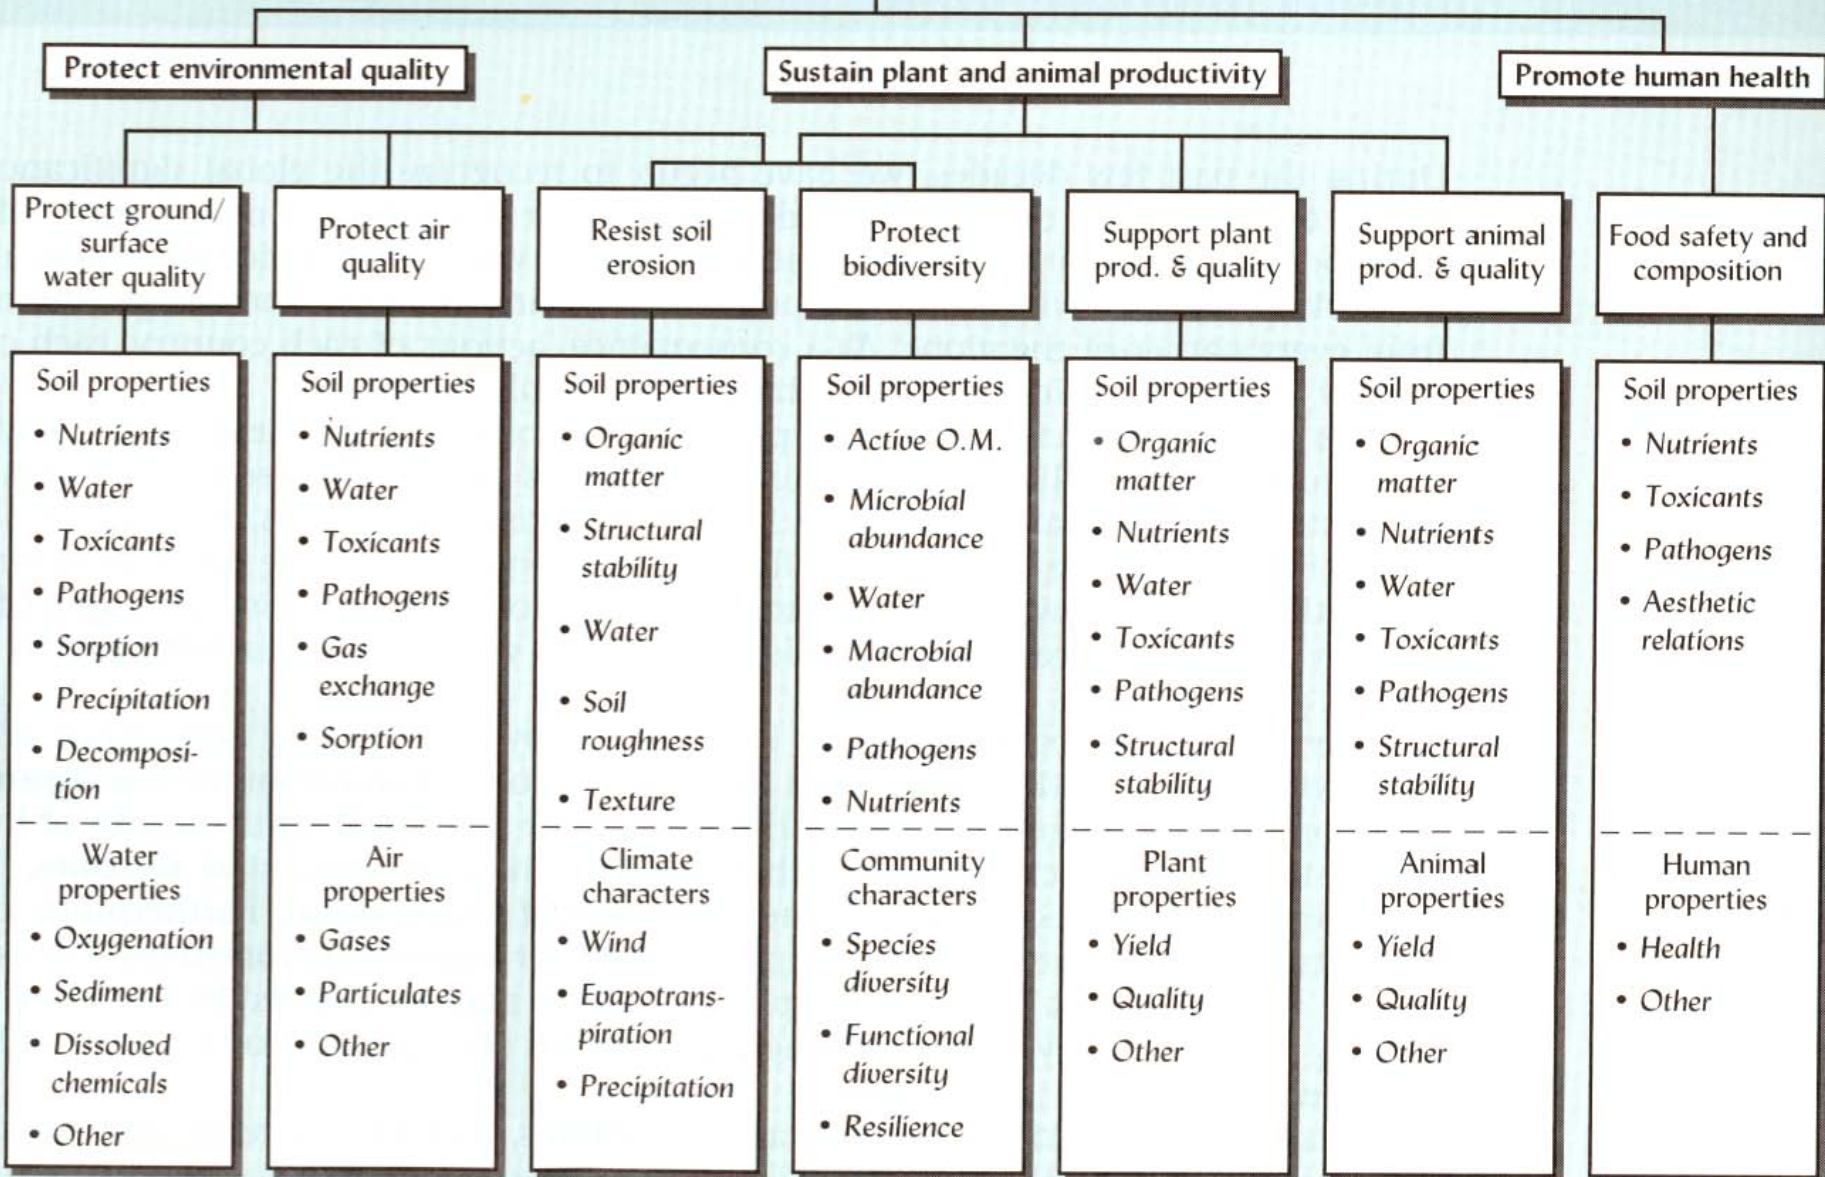 Protect environmental quality
Sustain plant and animal productivity
Promote human health
Protect ground/
surface
water quality
Protect air
quality
Resist soil
erosion
Protect
biodiversity
Support plant
prod. & quality
Support animal
prod. & quality
Food safety and
composition
Soil properties
• Nutrients
• Water
• Toxicants
• Pathogens
• Sorption
• Precipitation
• Decomposi-
tion
Water
properties
• Oxygenation
• Sediment
• Dissolved
chemicals
• Other
Soil properties
• Nutrients
• Water
• Toxicants
• Pathogens
• Gas
exchange
• Sorption
Air
properties
• Gases
• Particulates
• Other
Soil properties
• Organic
matter
• Structural
stability
• Water
• Soil
roughness
• Texture
Climate
characters
• Wind
• Evapotrans-
piration
• Precipitation
Soil properties
• Active O.M.
• Microbial
abundance
• Water
• Macrobial
abundance
• Pathogens
• Nutrients
Community
characters
• Species
diversity
• Functional
diversity
• Resilience
Soil properties
• Organic
matter
• Nutrients
• Water
• Toxicants
• Pathogens
• Structural
stability
Plant
properties
• Yield
• Quality
• Other
Soil properties
• Organic
matter
• Nutrients
• Water
• Toxicants
• Pathogens
• Structural
stability
Animal
properties
• Yield
• Quality
• Other
Soil properties
• Nutrients
• Toxicants
• Pathogens
• Aesthetic
relations
Human
properties
• Health
• Other